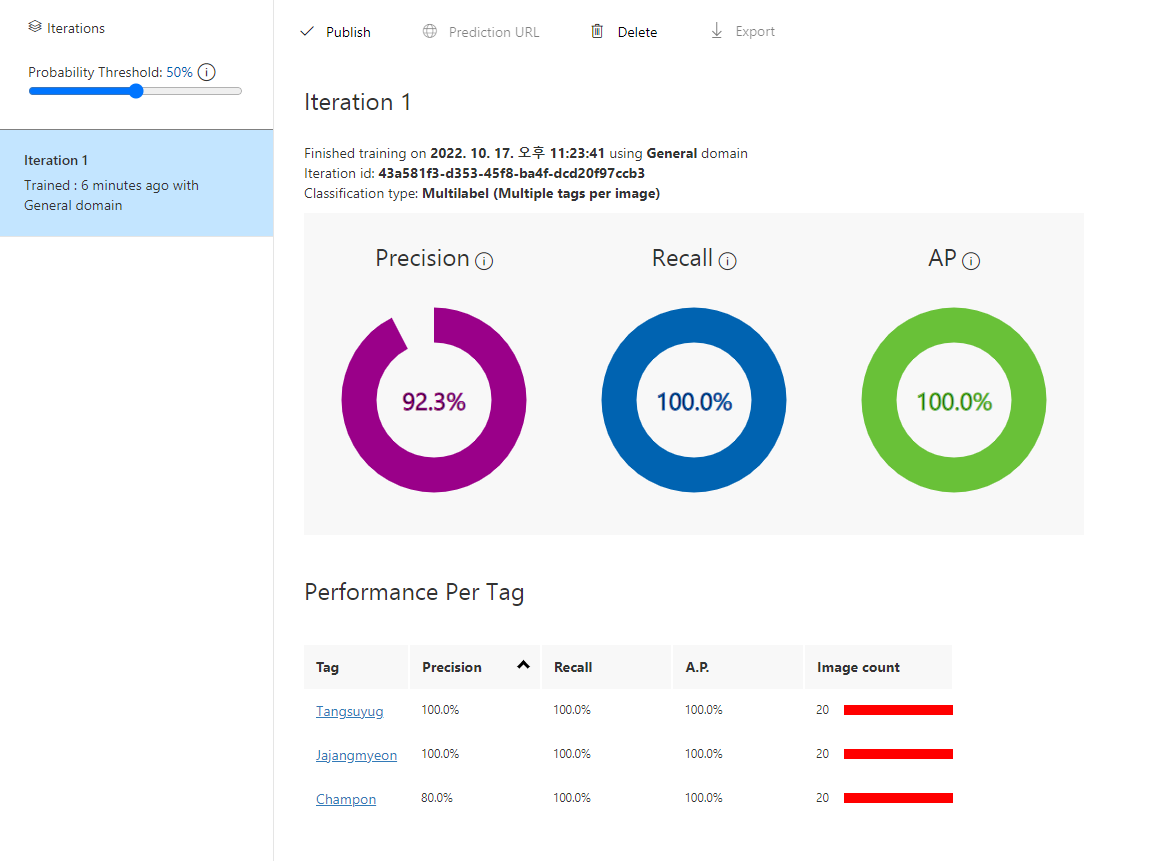 Iterations
Probability Threshold: 50%
Iteration 1
Trained : 6 minutes ago with
General domain
Publish
Prediction URL
Delete
Export
Iteration 1
Finished training on 2022. 10. 17. 오후 11:23:41 using General domain
Iteration id: 43a581f3-d353-45f8-ba4f-dcd20f97ccb3
Classification type: Multilabel (Multiple tags per image)
Precision
Recall
AP
92.3%
100.0%
100.0%
Performance Per Tag
Tag Precision Recall A.P. Image count
Tangsuyug 100.0% 100.0% 100.0% 20
Jajangmyeon 100.0% 100.0% 100.0% 20
Champon 80.0% 100.0% 100.0% 20